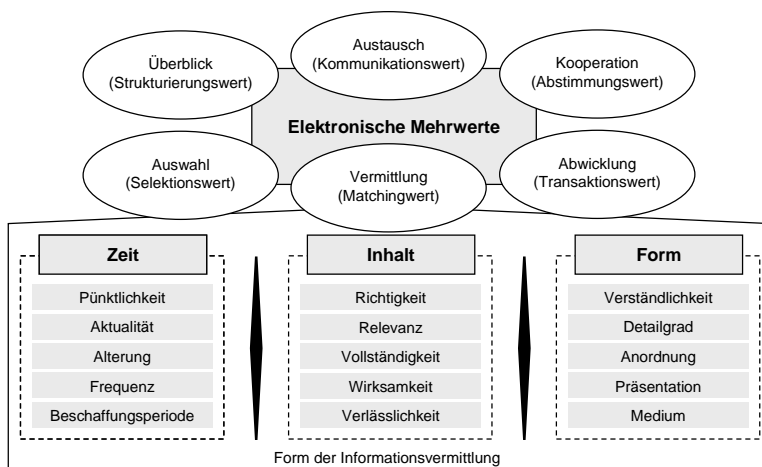 Überblick
(Strukturierungswert)
Austausch
(Kommunikationswert)
Kooperation
(Abstimmungswert)
Elektronische Mehrwerte
Auswahl
(Selektionswert)
Vermittlung
(Matchingwert)
Abwicklung
(Transaktionswert)
Zeit
Pünktlichkeit
Aktualität
Alterung
Frequenz
Beschaffungsperiode
Inhalt
Richtigkeit
Relevanz
Vollständigkeit
Wirksamkeit
Verlässlichkeit
Form
Verständlichkeit
Detailgrad
Anordnung
Präsentation
Medium
Form der Informationsvermittlung